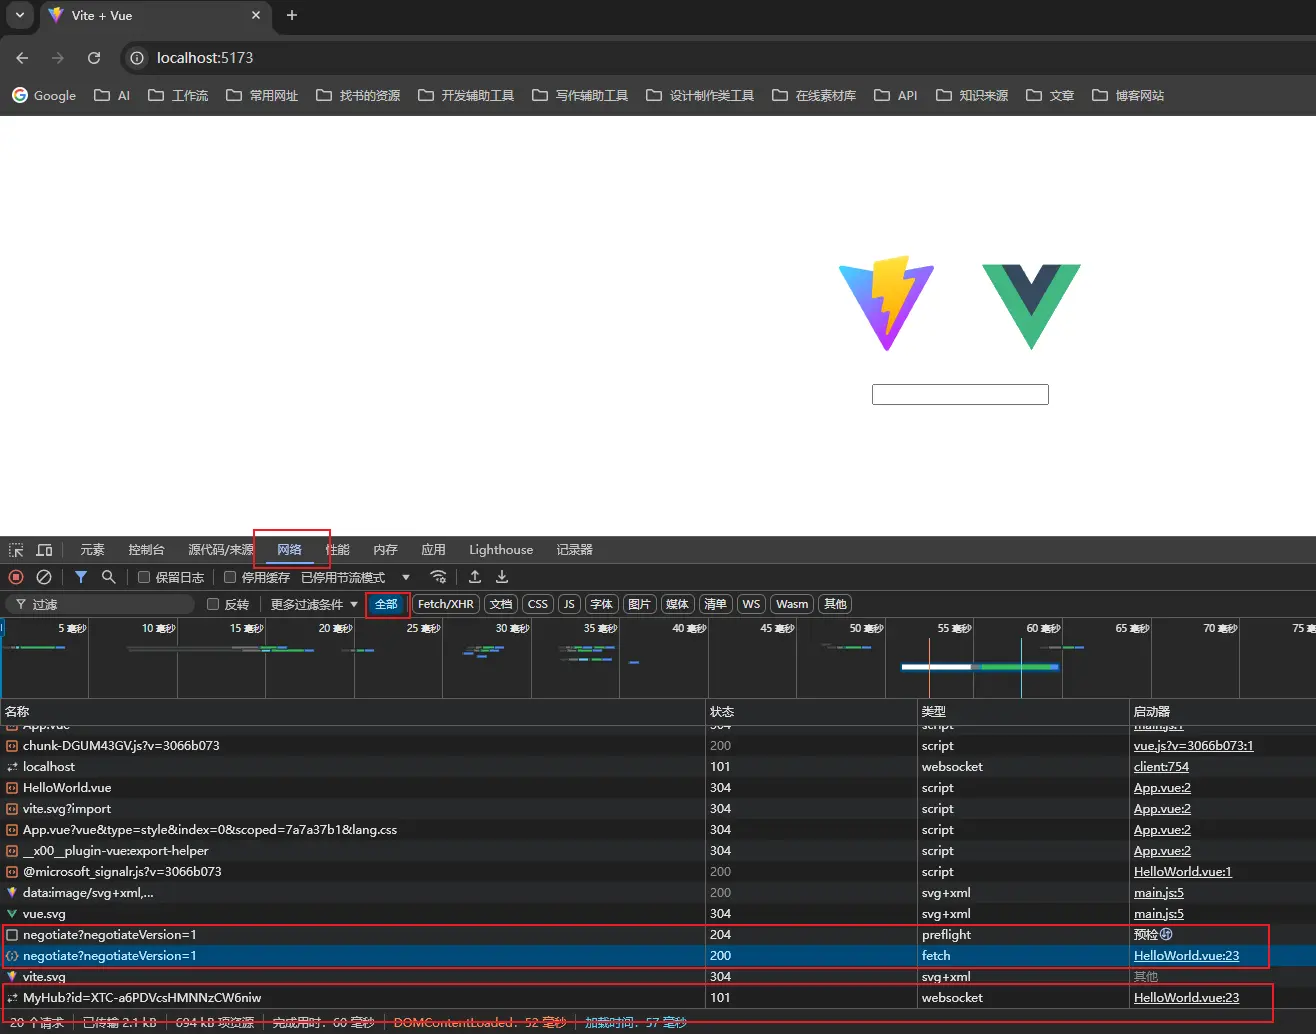 Vite + Vue
localhost:5173
Google AI 工作流 常用网址 找书的资源 开发辅助工具 写作辅助工具 设计制作类工具 在线素材库 API 知识来源 文章 博客网站
元素 控制台 源代码/来源 网络 性能 内存 应用 Lighthouse 记录器
保留日志 停用缓存 已停用节流模式
过滤 反转 更多过滤条件 全部 Fetch/XHR 文档 CSS JS 字体 图片 媒体 清单 WS Wasm 其他
5 毫秒 10 毫秒 15 毫秒 20 毫秒 25 毫秒 30 毫秒 35 毫秒 40 毫秒 45 毫秒 50 毫秒 55 毫秒 60 毫秒 65 毫秒 70 毫秒 75 毫
名称 状态 类型 启动器
App.vue 304 script main.js:1
chunk-DGUM43GV.js?v=3066b073 200 script vue.js?v=3066b073:1
localhost 101 websocket client:754
HelloWorld.vue 304 script App.vue:2
vite.svg?import 304 script App.vue:2
App.vue?vue&type=style&index=0&scoped=7a7a37b1&lang.css 304 script App.vue:2
__x00__plugin-vue:export-helper 304 script App.vue:2
@microsoft_signalr.js?v=3066b073 200 script HelloWorld.vue:1
data:image/svg+xml,... 200 svg+xml main.js:5
vue.svg 304 svg+xml main.js:5
negotiate?negotiateVersion=1 204 preflight 预检
negotiate?negotiateVersion=1 200 fetch HelloWorld.vue:23
vite.svg 304 svg+xml 其他
MyHub?id=XTC-a6PDVcsHMNNzCW6niw 101 websocket HelloWorld.vue:23
20 个请求 已传输 2.1 kB 694 kB 项资源 完成用时：60 毫秒 DOMContentLoaded：52 毫秒 加载时间：57 毫秒